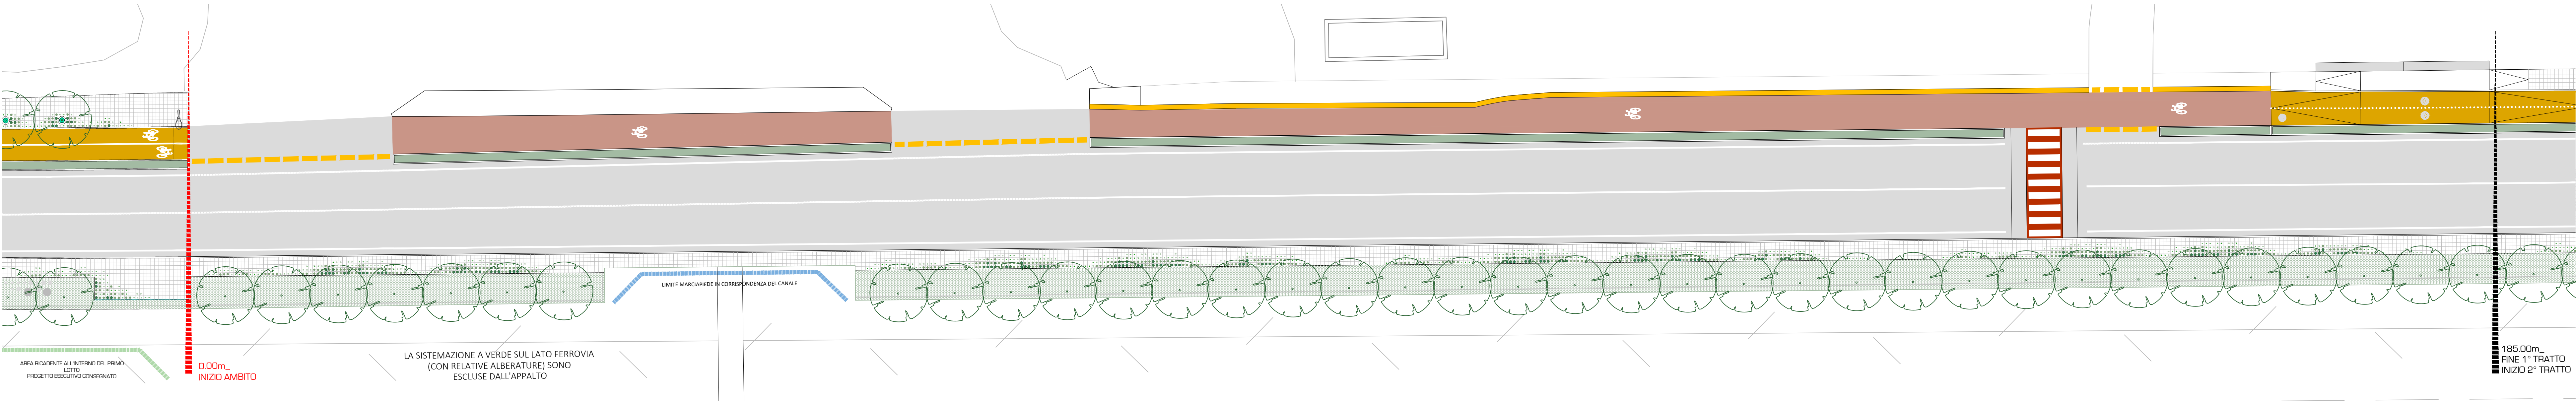 AREA RICADENTE ALL'INTERNO DEL PRIMO
LOTTO
PROGETTO ESECUTIVO CONSEGNATO
0.00m_
INIZIO AMBITO
LA SISTEMAZIONE A VERDE SUL LATO FERROVIA
(CON RELATIVE ALBERATURE) SONO
ESCLUSE DALL'APPALTO
LIMITE MARCIAPIEDE IN CORRISPONDENZA DEL CANALE
185.00m_
FINE 1° TRATTO
INIZIO 2° TRATTO